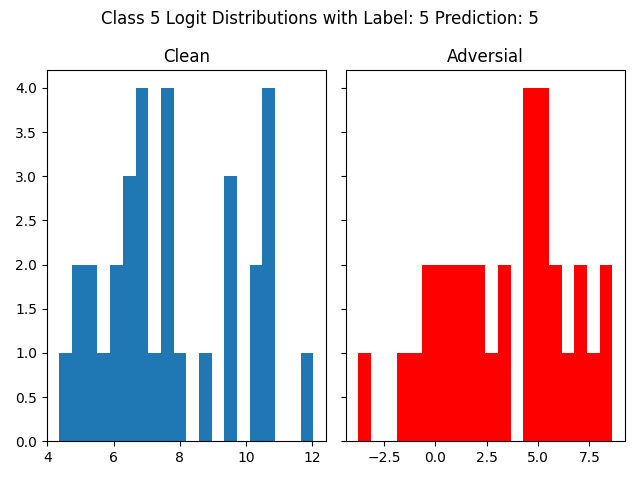 Class 5 Logit Distributions with Label: 5 Prediction: 5
Clean
Adversial
4.0
3.5
3.0
2.5
2.0
1.5
1.0
0.5
0.0
4 6 8 10 12
−2.5 0.0 2.5 5.0 7.5